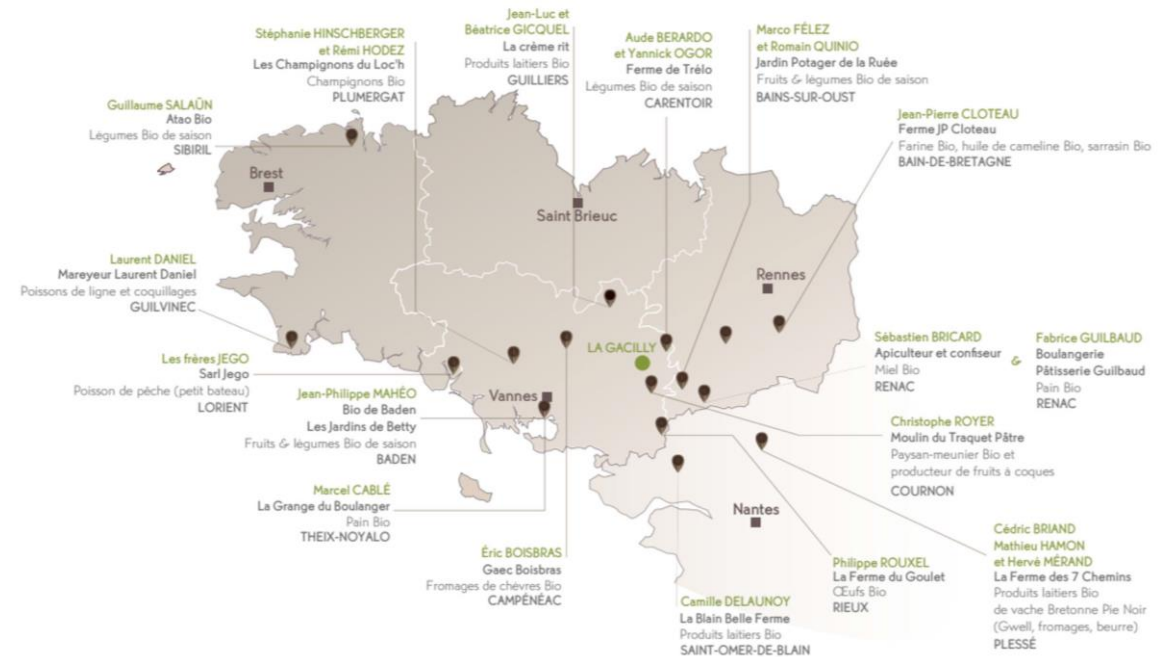 Stéphanie HINSCHBERGER
et Rémi HODEZ
Les Champignons du Loc'h
Champignons Bio
PLUMERGAT
Jean-Luc et
Béatrice GICQUEL
La crème rit
Produits laitiers Bio
GUILLIERS
Aude BERARDO
et Yannick OGOR
Ferme de Trélo
Légumes Bio de saison
CARENTOIR
Marco FÉLEZ
et Romain QUINIO
Jardin Potager de la Ruée
Fruits & légumes Bio de saison
BAINS-SUR-OUST
Guillaume SALAÜN
Atao Bio
Légumes Bio de saison
SIBIRIL
Jean-Pierre CLOTEAU
Ferme JP Cloteau
Farine Bio, huile de cameline Bio, sarrasin Bio
BAIN-DE-BRETAGNE
Brest
Saint Brieuc
Rennes
Laurent DANIEL
Mareyeur Laurent Daniel
Poissons de ligne et coquillages
GUILVINEC
LA GACILLY
Vannes
Les frères JEGO
Sarl Jego
Poisson de pêche (petit bateau)
LORIENT
Jean-Philippe MAHÉO
Bio de Baden
Les Jardins de Betty
Fruits & légumes Bio de saison
BADEN
Sébastien BRICARD
Apiculteur et confiseur
Miel Bio
RENAC
&
Fabrice GUILBAUD
Boulangerie
Pâtisserie Guilbaud
Pain Bio
RENAC
Christophe ROYER
Moulin du Traquet Pâtre
Paysan-meunier Bio et
producteur de fruits à coques
COURNON
Marcel CABLÉ
La Grange du Boulanger
Pain Bio
THEIX-NOYALO
Nantes
Éric BOISBRAS
Gaec Boisbras
Fromages de chèvres Bio
CAMPÉNÉAC
Philippe ROUXEL
La Ferme du Goulet
Œufs Bio
RIEUX
Cédric BRIAND
Mathieu HAMON
et Hervé MÉRAND
La Ferme des 7 Chemins
Produits laitiers Bio
de vache Bretonne Pie Noir
(Gwell, fromages, beurre)
PLESSÉ
Camille DELAUNOY
La Blain Belle Ferme
Produits laitiers Bio
SAINT-OMER-DE-BLAIN